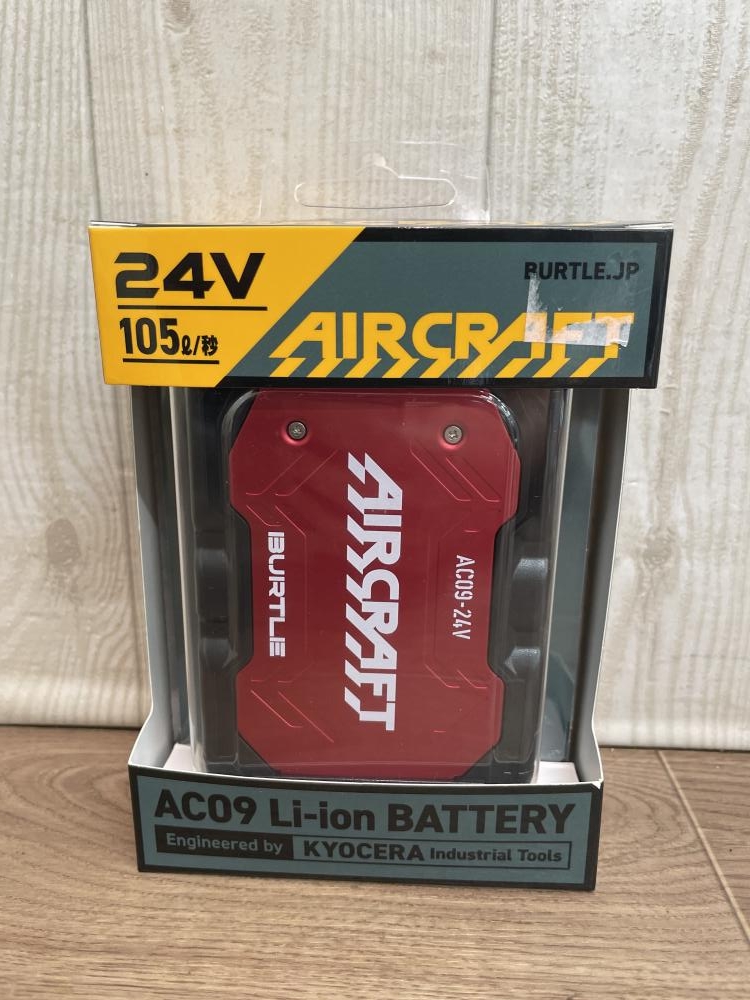 24V
105ℓ/秒
BURTLE.JP
AIRCRAFT
AIRCRAFT
BURTLE
AC09-24V
AC09 Li-ion BATTERY
Engineered by KYOCERA Industrial Tools